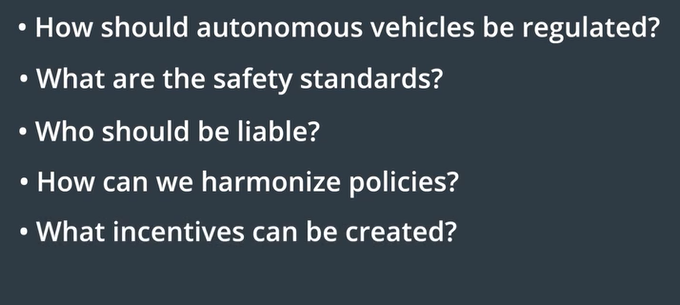 • How should autonomous vehicles be regulated?
• What are the safety standards?
• Who should be liable?
• How can we harmonize policies?
• What incentives can be created?